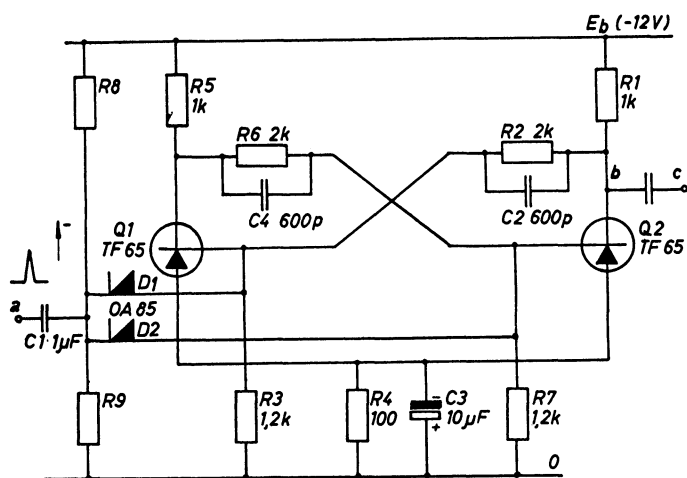 E_b (-12V)
R8
R5
1k
R1
1k
R6 2k
C4 600p
R2 2k
C2 600p
b
c
Q1
TF 65
Q2
TF 65
-
a
C1 1µF
D1
OA 85
D2
R9
R3
1,2k
R4
100
-
C3
10µF
+
R7
1,2k
0